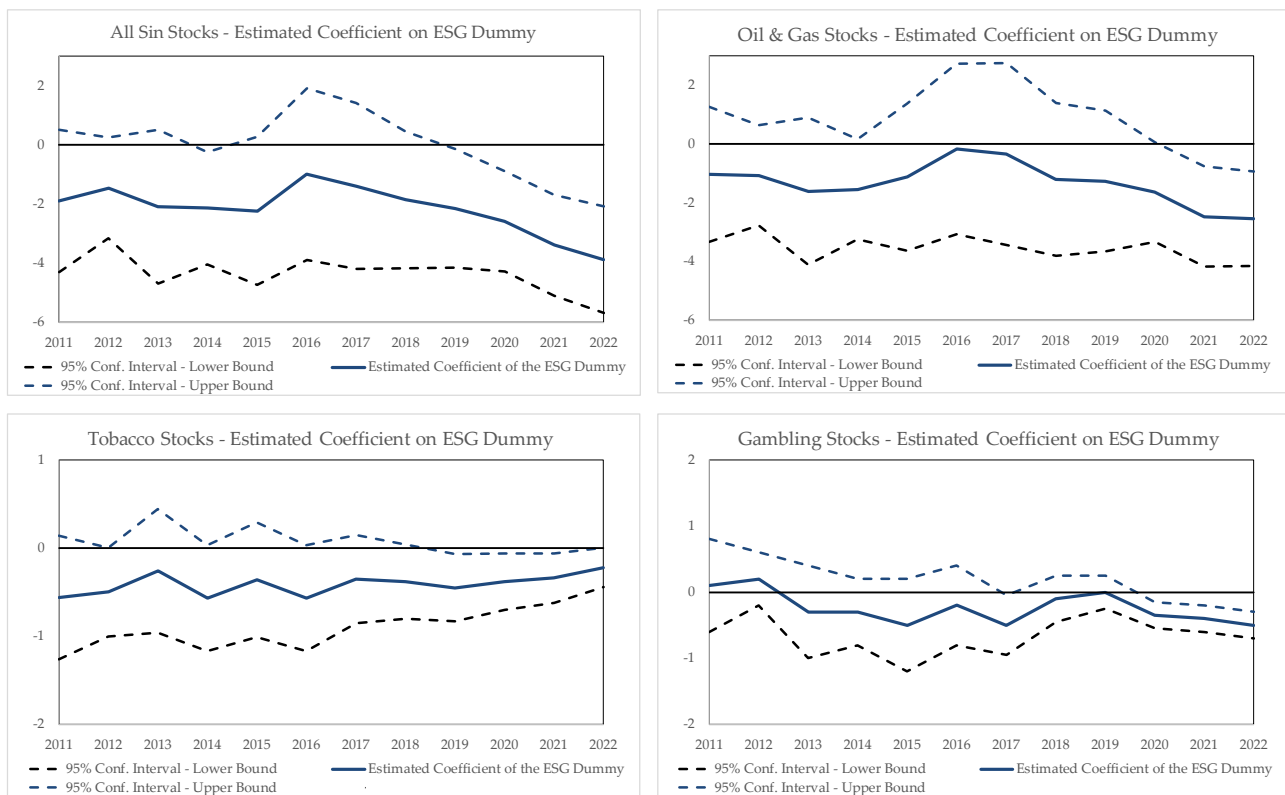 All Sin Stocks - Estimated Coefficient on ESG Dummy
2
0
-2
-4
-6
2011 2012 2013 2014 2015 2016 2017 2018 2019 2020 2021 2022
95% Conf. Interval - Lower Bound
Estimated Coefficient of the ESG Dummy
95% Conf. Interval - Upper Bound
Oil & Gas Stocks - Estimated Coefficient on ESG Dummy
2
0
-2
-4
-6
2011 2012 2013 2014 2015 2016 2017 2018 2019 2020 2021 2022
95% Conf. Interval - Lower Bound
Estimated Coefficient of the ESG Dummy
95% Conf. Interval - Upper Bound
Tobacco Stocks - Estimated Coefficient on ESG Dummy
1
0
-1
-2
2011 2012 2013 2014 2015 2016 2017 2018 2019 2020 2021 2022
95% Conf. Interval - Lower Bound
Estimated Coefficient of the ESG Dummy
95% Conf. Interval - Upper Bound
Gambling Stocks - Estimated Coefficient on ESG Dummy
2
1
0
-1
-2
2011 2012 2013 2014 2015 2016 2017 2018 2019 2020 2021 2022
95% Conf. Interval - Lower Bound
Estimated Coefficient of the ESG Dummy
95% Conf. Interval - Upper Bound